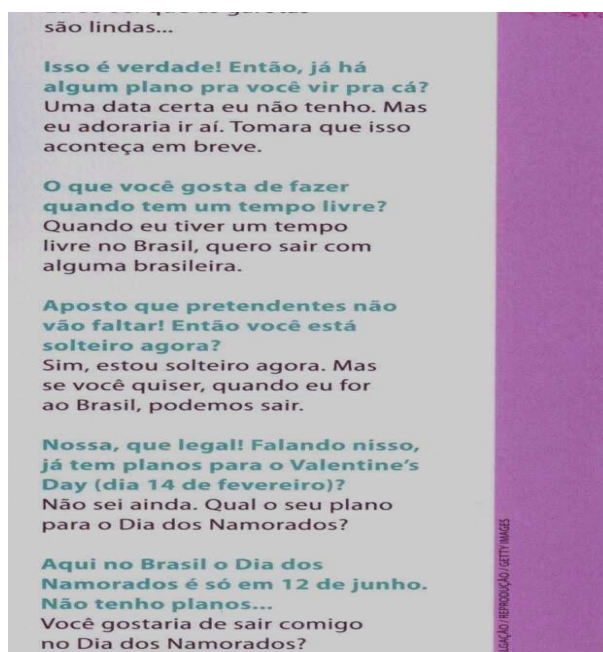 são lindas...
Isso é verdade! Então, já há
algum plano pra você vir pra cá?
Uma data certa eu não tenho. Mas
eu adoraria ir aí. Tomara que isso
aconteça em breve.
O que você gosta de fazer
quando tem um tempo livre?
Quando eu tiver um tempo
livre no Brasil, quero sair com
alguma brasileira.
Aposto que pretendentes não
vão faltar! Então você está
solteiro agora?
Sim, estou solteiro agora. Mas
se você quiser, quando eu for
ao Brasil, podemos sair.
Nossa, que legal! Falando nisso,
já tem planos para o Valentine's
Day (dia 14 de fevereiro)?
Não sei ainda. Qual o seu plano
para o Dia dos Namorados?
Aqui no Brasil o Dia dos
Namorados é só em 12 de junho.
Não tenho planos...
Você gostaria de sair comigo
no Dia dos Namorados?
LGAÇÃO / REPRODUÇÃO / GETTY IMAGES